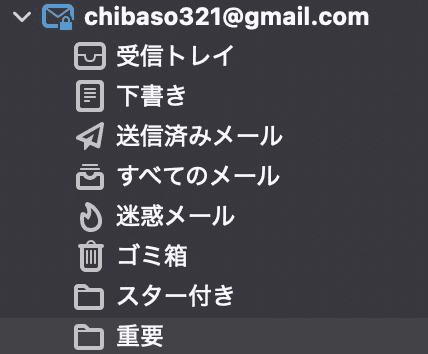 chibaso321@gmail.com
受信トレイ
下書き
送信済みメール
すべてのメール
迷惑メール
ゴミ箱
スター付き
重要